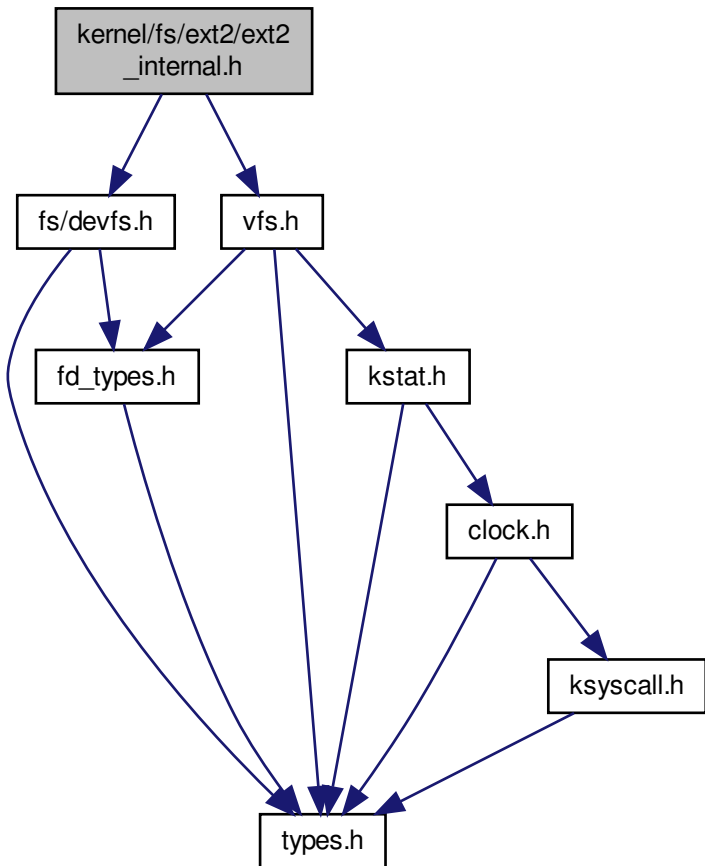 kernel/fs/ext2/ext2
_internal.h
fs/devfs.h
vfs.h
fd_types.h
kstat.h
clock.h
ksyscall.h
types.h